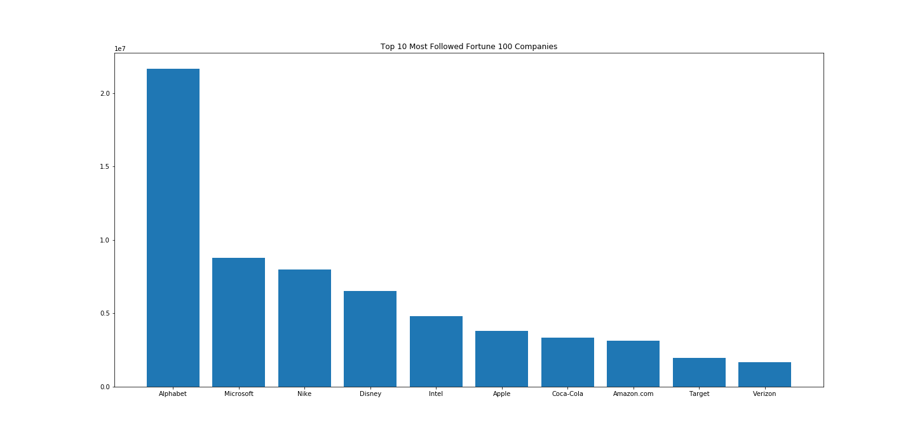 Top 10 Most Followed Fortune 100 Companies
1e7
2.0
1.5
1.0
0.5
0.0
Alphabet Microsoft Nike Disney Intel Apple Coca-Cola Amazon.com Target Verizon